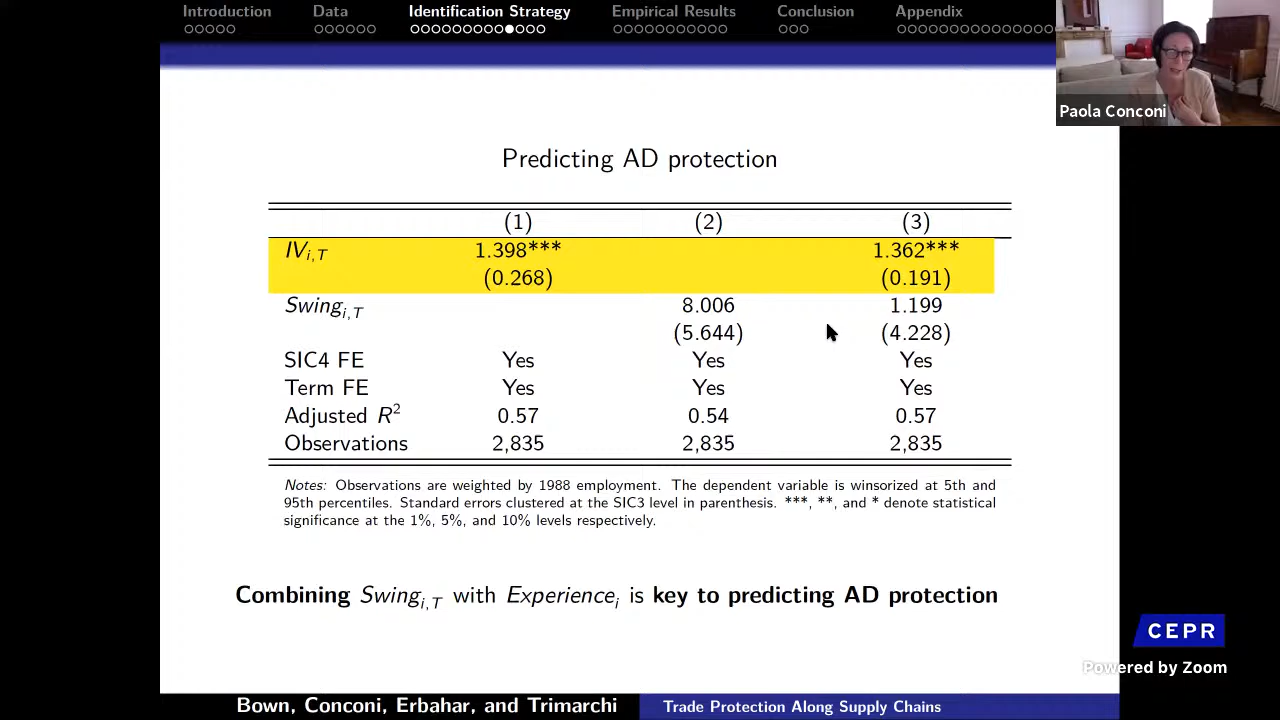 Introduction Data Identification Strategy Empirical Results Conclusion Appendix
Paola Conconi
Predicting AD protection
(1) (2) (3)
IVi,T 1.398*** 1.362***
(0.268) (0.191)
Swingi,T 8.006 1.199
(5.644) (4.228)
SIC4 FE Yes Yes Yes
Term FE Yes Yes Yes
Adjusted R2 0.57 0.54 0.57
Observations 2,835 2,835 2,835
Notes: Observations are weighted by 1988 employment. The dependent variable is winsorized at 5th and
95th percentiles. Standard errors clustered at the SIC3 level in parenthesis. ***, **, and * denote statistical
significance at the 1%, 5%, and 10% levels respectively.
Combining Swingi,T with Experiencei is key to predicting AD protection
CEPR
Powered by Zoom
Bown, Conconi, Erbahar, and Trimarchi Trade Protection Along Supply Chains